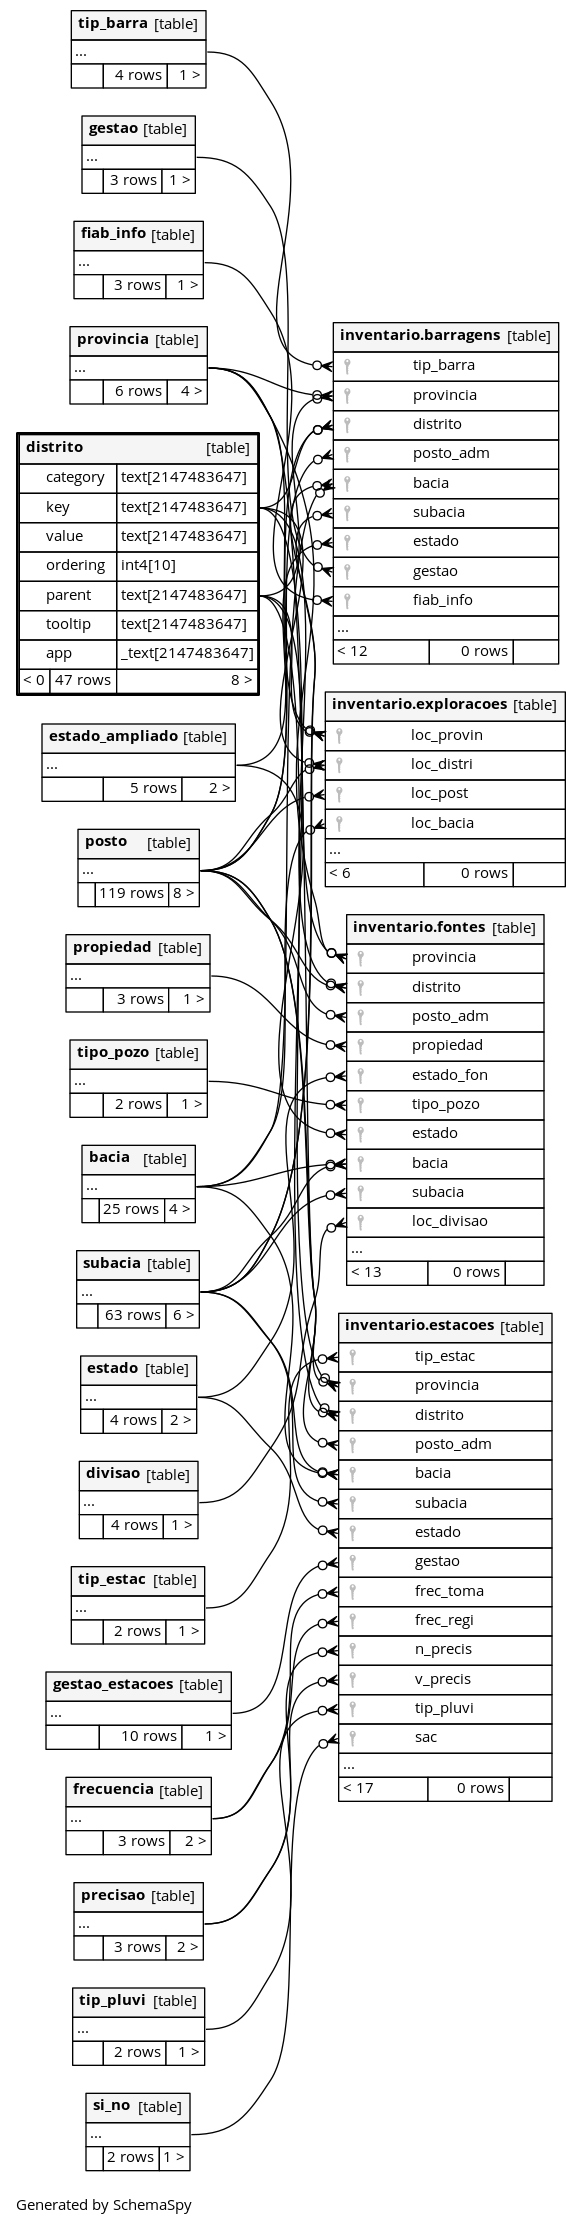 tip_barra [table]
...
4 rows 1 >
gestao [table]
...
3 rows 1 >
fiab_info [table]
...
3 rows 1 >
provincia [table]
...
6 rows 4 >
distrito [table]
category text[2147483647]
key text[2147483647]
value text[2147483647]
ordering int4[10]
parent text[2147483647]
tooltip text[2147483647]
app _text[2147483647]
< 0 47 rows 8 >
estado_ampliado [table]
...
5 rows 2 >
posto [table]
...
119 rows 8 >
propiedad [table]
...
3 rows 1 >
tipo_pozo [table]
...
2 rows 1 >
bacia [table]
...
25 rows 4 >
subacia [table]
...
63 rows 6 >
estado [table]
...
4 rows 2 >
divisao [table]
...
4 rows 1 >
tip_estac [table]
...
2 rows 1 >
gestao_estacoes [table]
...
10 rows 1 >
frecuencia [table]
...
3 rows 2 >
precisao [table]
...
3 rows 2 >
tip_pluvi [table]
...
2 rows 1 >
si_no [table]
...
2 rows 1 >
inventario.barragens [table]
tip_barra
provincia
distrito
posto_adm
bacia
subacia
estado
gestao
fiab_info
...
< 12 0 rows
inventario.exploracoes [table]
loc_provin
loc_distri
loc_post
loc_bacia
...
< 6 0 rows
inventario.fontes [table]
provincia
distrito
posto_adm
propiedad
estado_fon
tipo_pozo
estado
bacia
subacia
loc_divisao
...
< 13 0 rows
inventario.estacoes [table]
tip_estac
provincia
distrito
posto_adm
bacia
subacia
estado
gestao
frec_toma
frec_regi
n_precis
v_precis
tip_pluvi
sac
...
< 17 0 rows
Generated by SchemaSpy